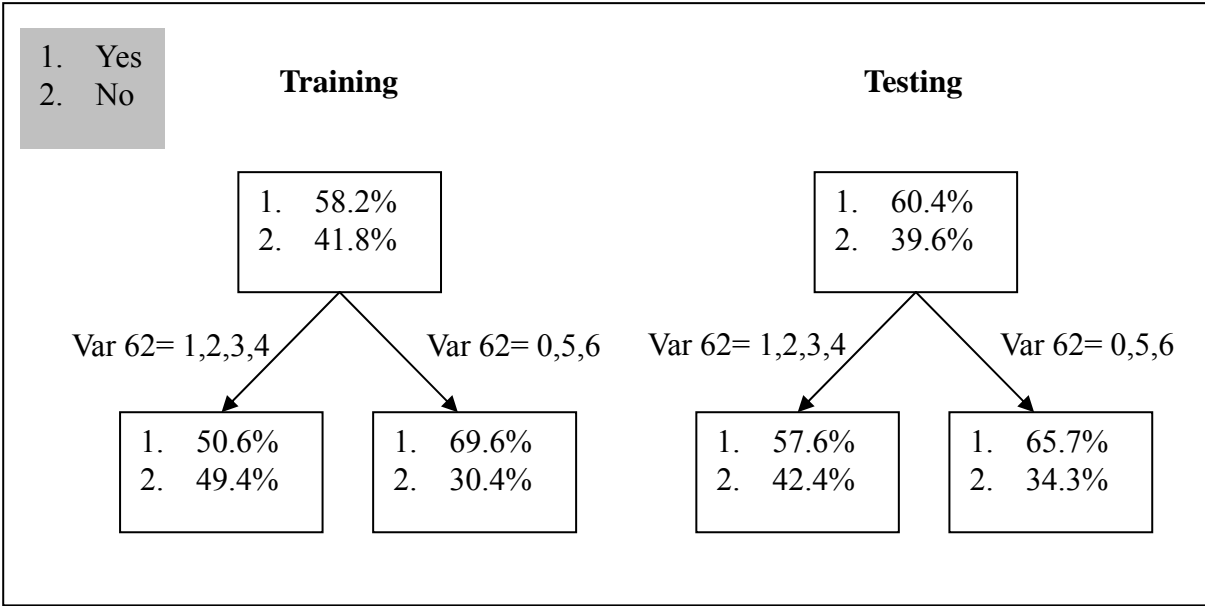 1. Yes
2. No
Training
Testing
1. 58.2%
2. 41.8%
1. 60.4%
2. 39.6%
Var 62= 1,2,3,4
Var 62= 0,5,6
Var 62= 1,2,3,4
Var 62= 0,5,6
1. 50.6%
2. 49.4%
1. 69.6%
2. 30.4%
1. 57.6%
2. 42.4%
1. 65.7%
2. 34.3%